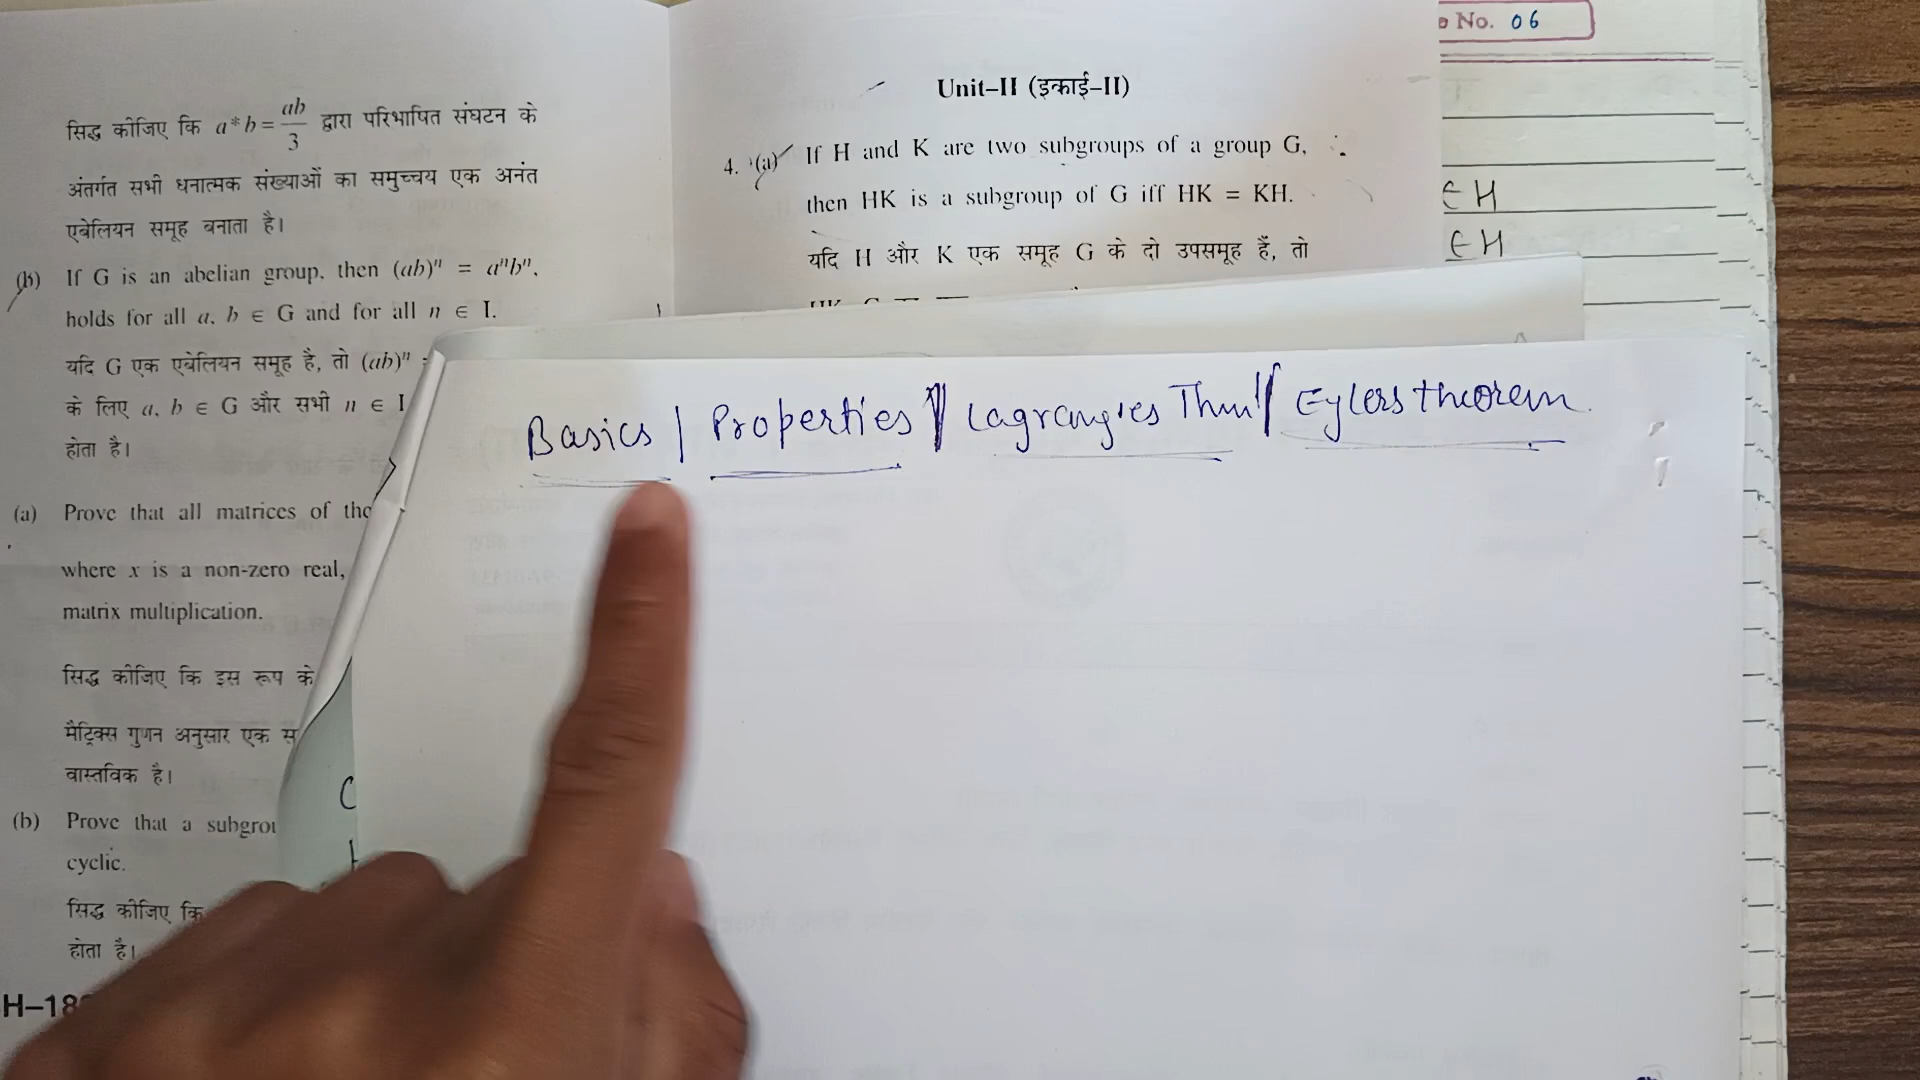 सिद्ध कीजिए कि a*b = ab/3 द्वारा परिभाषित संघटन के
अंतर्गत सभी धनात्मक संख्याओं का समुच्चय एक अनंत
एबेलियन समूह बनाता है।
(b) If G is an abelian group, then (ab)ⁿ = aⁿbⁿ,
holds for all a, b ∈ G and for all n ∈ I.
यदि G एक एबेलियन समूह है, तो (ab)ⁿ =
के लिए a, b ∈ G और सभी n ∈ I
होता है।
(a) Prove that all matrices of the
where x is a non-zero real,
matrix multiplication.
सिद्ध कीजिए कि इस रूप के
मैट्रिक्स गुणन अनुसार एक स
वास्तविक है।
(b) Prove that a subgrou
cyclic.
सिद्ध कीजिए कि
होता है।
H–18
Unit–II (इकाई–II)
4. (a) If H and K are two subgroups of a group G,
then HK is a subgroup of G iff HK = KH.
यदि H और K एक समूह G के दो उपसमूह हैं, तो
No. 06
∈ H
∈ H
Basics | Properties | Lagrangies Thm | Eylers theorem.